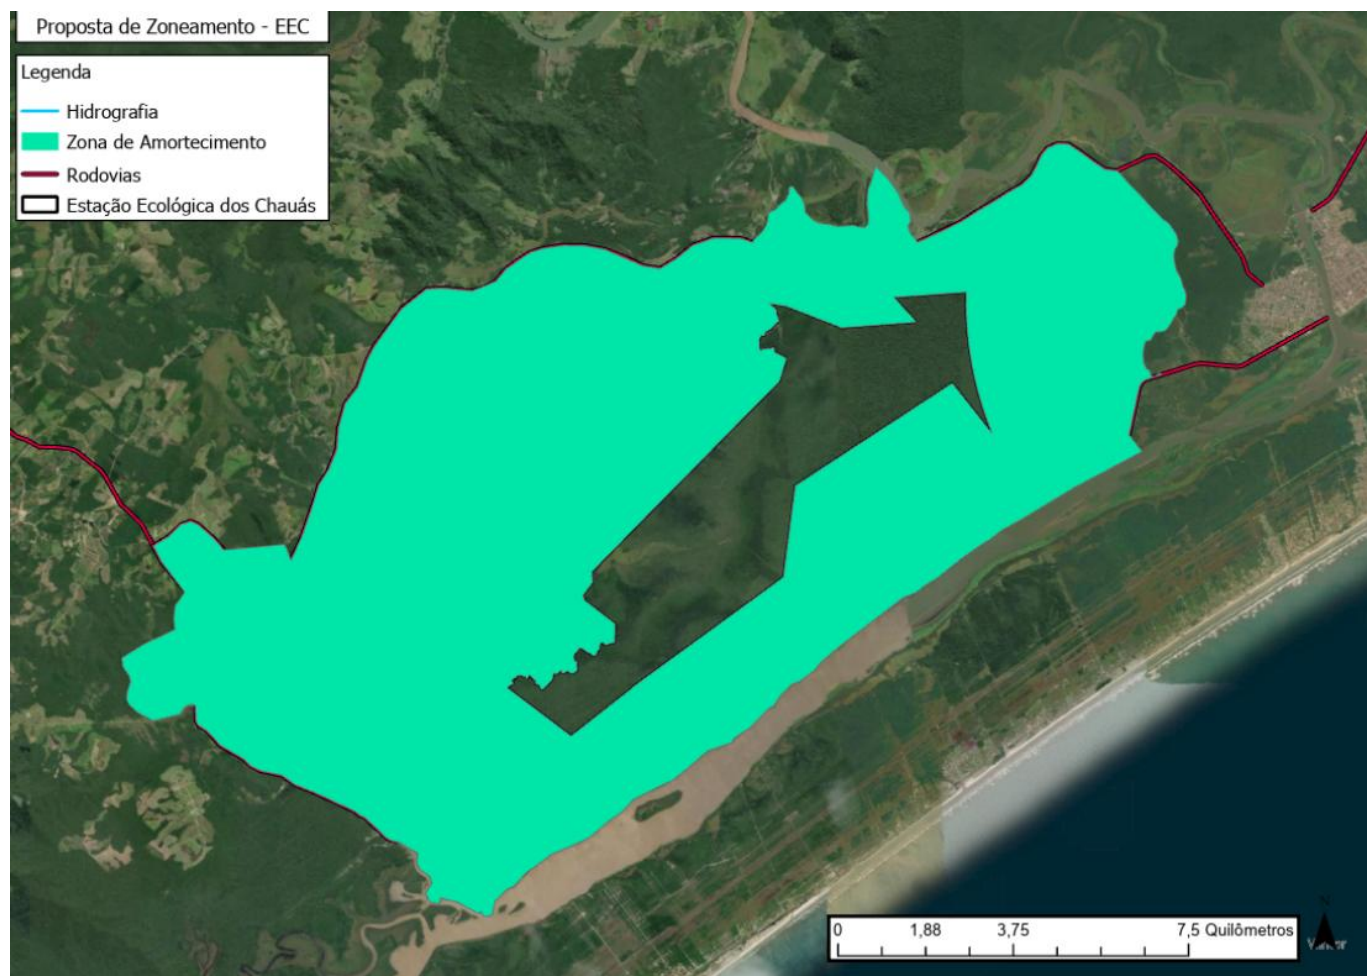 Proposta de Zoneamento - EEC
Legenda
Hidrografia
Zona de Amortecimento
Rodovias
Estação Ecológica dos Chauás
0 1,88 3,75 7,5 Quilômetros
N